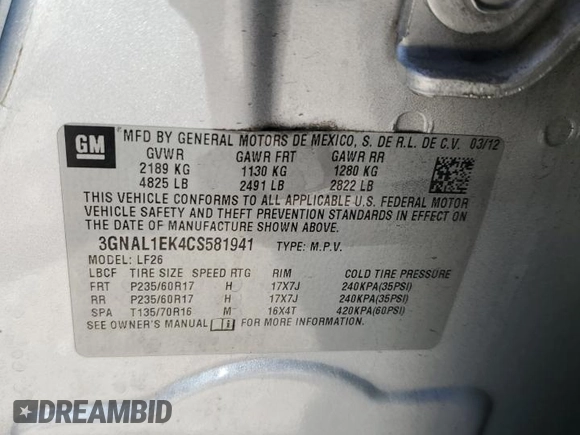 GM
MFD BY GENERAL MOTORS DE MEXICO, S. DE R.L. DE C.V. 03/12
GVWR GAWR FRT GAWR RR
2189 KG 1130 KG 1280 KG
4825 LB 2491 LB 2822 LB
THIS VEHICLE CONFORMS TO ALL APPLICABLE U.S. FEDERAL MOTOR
VEHICLE SAFETY AND THEFT PREVENTION STANDARDS IN EFFECT ON
THE DATE OF MANUFACTURE SHOWN ABOVE.
3GNAL1EK4CS581941 TYPE: M.P.V.
MODEL: LF26
LBCF TIRE SIZE SPEED RTG RIM COLD TIRE PRESSURE
FRT P235/60R17 H 17X7J 240KPA(35PSI)
RR P235/60R17 H 17X7J 240KPA(35PSI)
SPA T135/70R16 M 16X4T 420KPA(60PSI)
SEE OWNER'S MANUAL FOR MORE INFORMATION.
DREAMBID